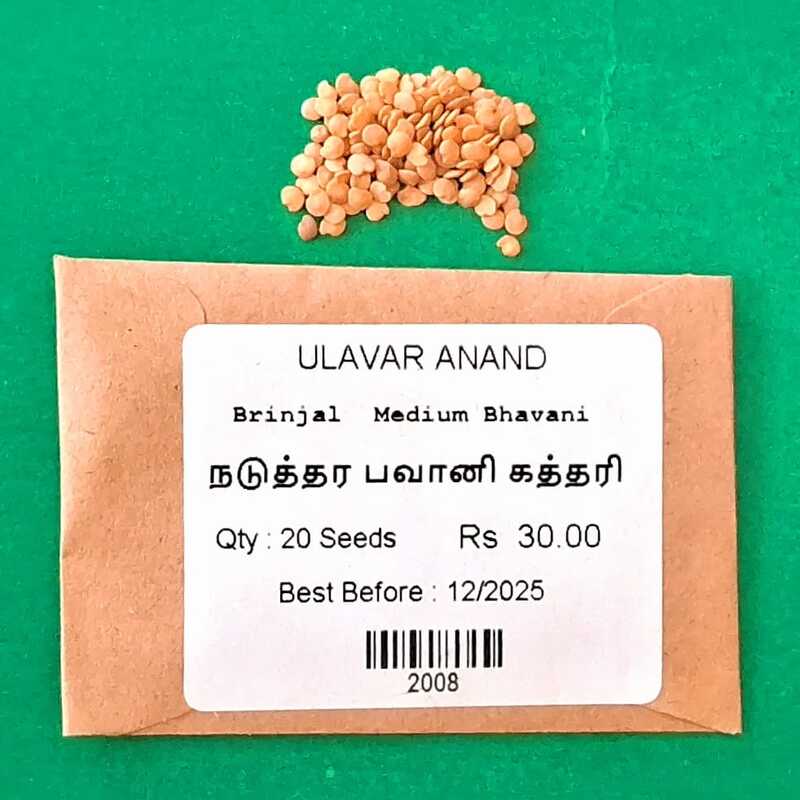 ULAVAR ANAND
Brinjal Medium Bhavani
நடுத்தர பவானி கத்தரி
Qty : 20 Seeds Rs 30.00
Best Before : 12/2025
2008